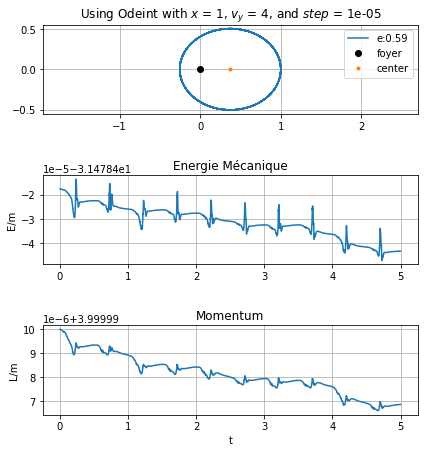 Using Odeint with x = 1, v_y = 4, and step = 1e-05
0.5
0.0
−0.5
e:0.59
foyer
center
−1 0 1 2
1e−5−3.14784e1
Energie Mécanique
E/m
−2
−3
−4
0 1 2 3 4 5
1e−6+3.99999
Momentum
L/m
10
9
8
7
0 1 2 3 4 5
t